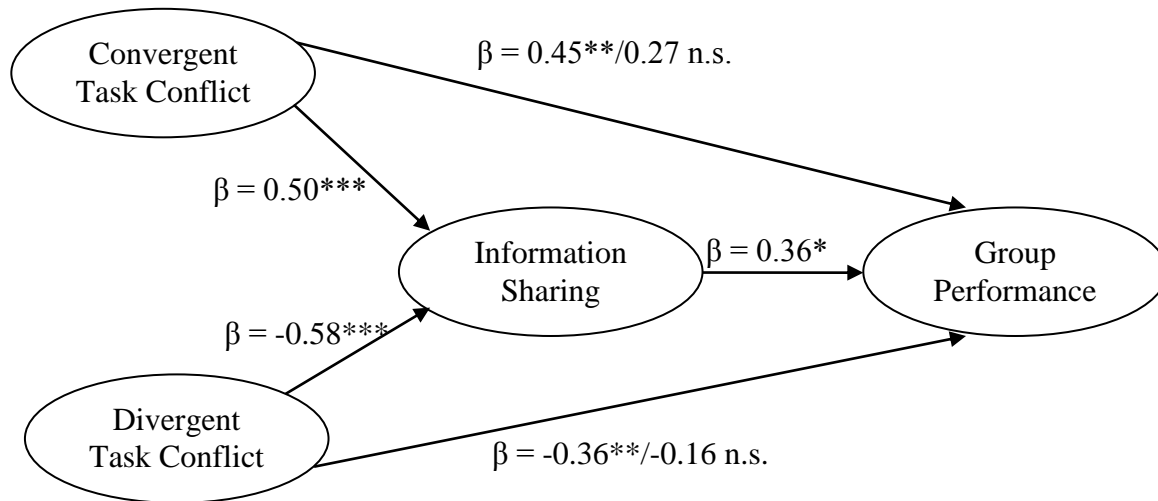 Convergent
Task Conflict
β = 0.45**/0.27 n.s.
β = 0.50***
Information
Sharing
β = 0.36*
Group
Performance
β = -0.58***
Divergent
Task Conflict
β = -0.36**/-0.16 n.s.